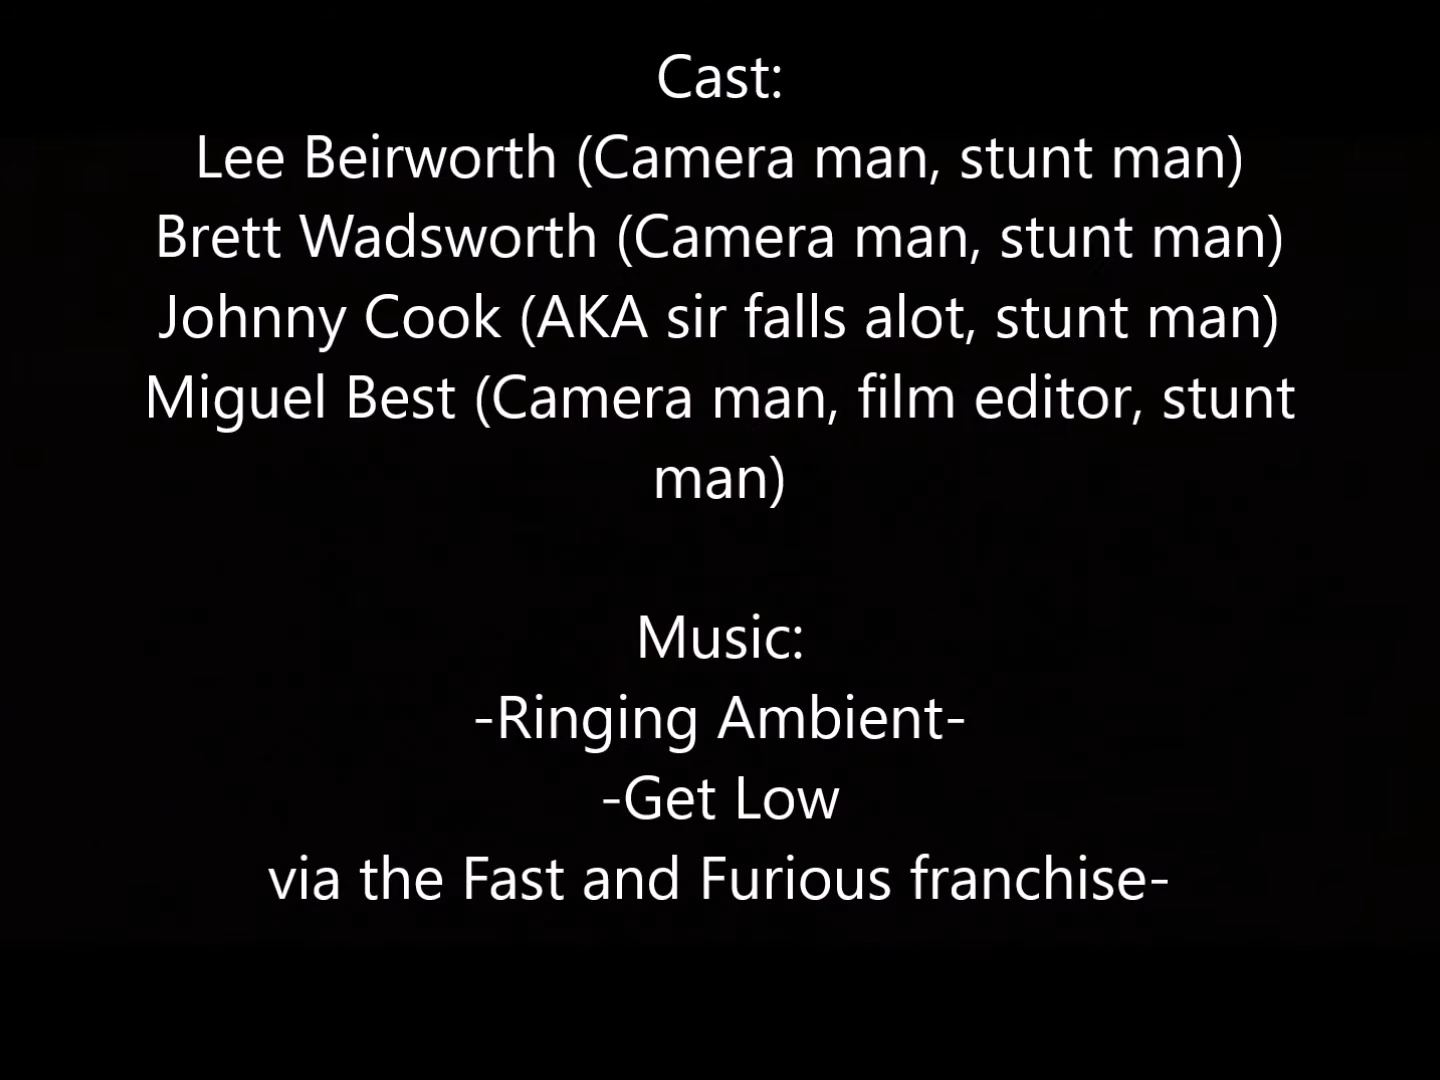 Cast:
Lee Beirworth (Camera man, stunt man)
Brett Wadsworth (Camera man, stunt man)
Johnny Cook (AKA sir falls alot, stunt man)
Miguel Best (Camera man, film editor, stunt
man)
Music:
-Ringing Ambient-
-Get Low
via the Fast and Furious franchise-